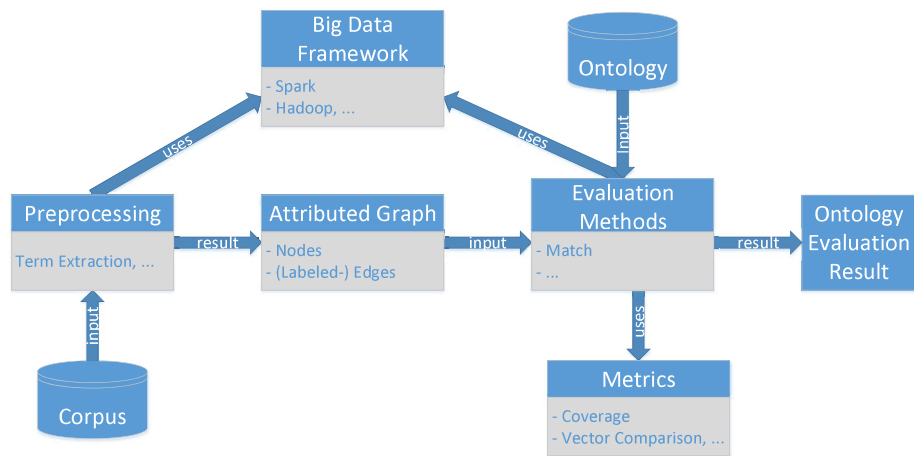 Big Data
Framework
- Spark
- Hadoop, ...
Ontology
uses
uses
Input
Preprocessing
Term Extraction, ...
result
Attributed Graph
- Nodes
- (Labeled-) Edges
input
Evaluation
Methods
- Match
- ...
result
Ontology
Evaluation
Result
input
Corpus
uses
Metrics
- Coverage
- Vector Comparison, ...